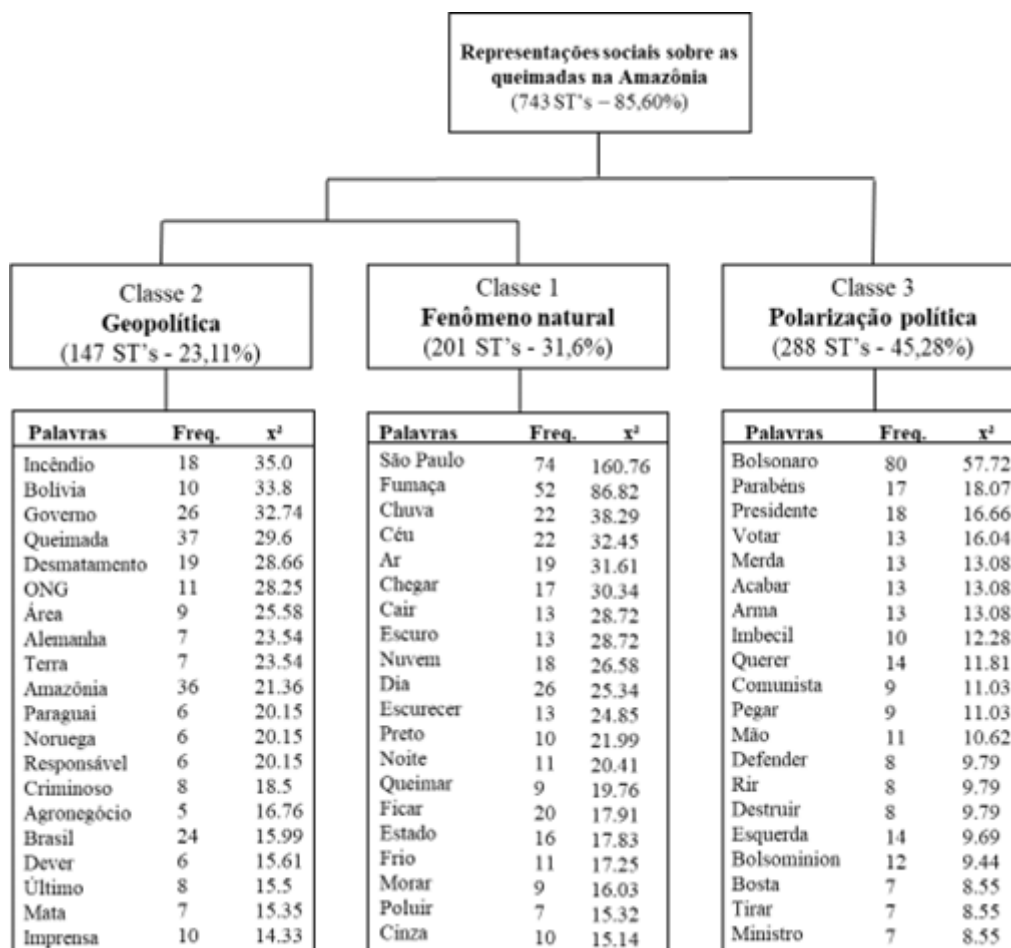 Representações sociais sobre as
queimadas na Amazônia
(743 ST's – 85,60%)
Classe 2
Geopolítica
(147 ST's - 23,11%)
Palavras Freq. x²
Incêndio 18 35.0
Bolívia 10 33.8
Governo 26 32.74
Queimada 37 29.6
Desmatamento 19 28.66
ONG 11 28.25
Área 9 25.58
Alemanha 7 23.54
Terra 7 23.54
Amazônia 36 21.36
Paraguai 6 20.15
Noruega 6 20.15
Responsável 6 20.15
Criminoso 8 18.5
Agronegócio 5 16.76
Brasil 24 15.99
Dever 6 15.61
Último 8 15.5
Mata 7 15.35
Imprensa 10 14.33
Classe 1
Fenômeno natural
(201 ST's - 31,6%)
Palavras Freq. x²
São Paulo 74 160.76
Fumaça 52 86.82
Chuva 22 38.29
Céu 22 32.45
Ar 19 31.61
Chegar 17 30.34
Cair 13 28.72
Escuro 13 28.72
Nuvem 18 26.58
Dia 26 25.34
Escurecer 13 24.85
Preto 10 21.99
Noite 11 20.41
Queimar 9 19.76
Ficar 20 17.91
Estado 16 17.83
Frio 11 17.25
Morar 9 16.03
Poluir 7 15.32
Cinza 10 15.14
Classe 3
Polarização política
(288 ST's - 45,28%)
Palavras Freq. x²
Bolsonaro 80 57.72
Parabéns 17 18.07
Presidente 18 16.66
Votar 13 16.04
Merda 13 13.08
Acabar 13 13.08
Arma 13 13.08
Imbecil 10 12.28
Querer 14 11.81
Comunista 9 11.03
Pegar 9 11.03
Mão 11 10.62
Defender 8 9.79
Rir 8 9.79
Destruir 8 9.79
Esquerda 14 9.69
Bolsominion 12 9.44
Bosta 7 8.55
Tirar 7 8.55
Ministro 7 8.55